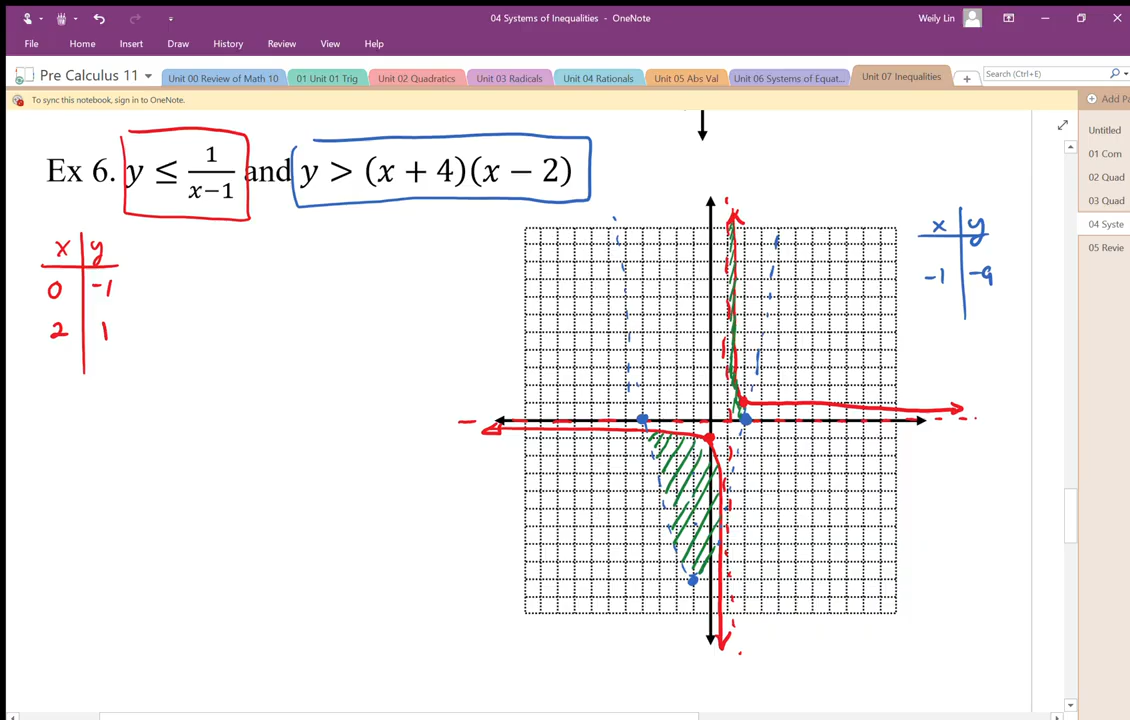 04 Systems of Inequalities - OneNote
Weily Lin
File Home Insert Draw History Review View Help
Pre Calculus 11
Unit 00 Review of Math 10
01 Unit 01 Trig
Unit 02 Quadratics
Unit 03 Radicals
Unit 04 Rationals
Unit 05 Abs Val
Unit 06 Systems of Equat...
Unit 07 Inequalities
Search (Ctrl+E)
To sync this notebook, sign in to OneNote.
Add Pa
Untitled
01 Com
02 Quad
03 Quad
04 Syste
05 Revie
Ex 6. y ≤ 1/(x−1) and y > (x + 4)(x − 2)
x y
0 -1
2 1
x y
-1 -9